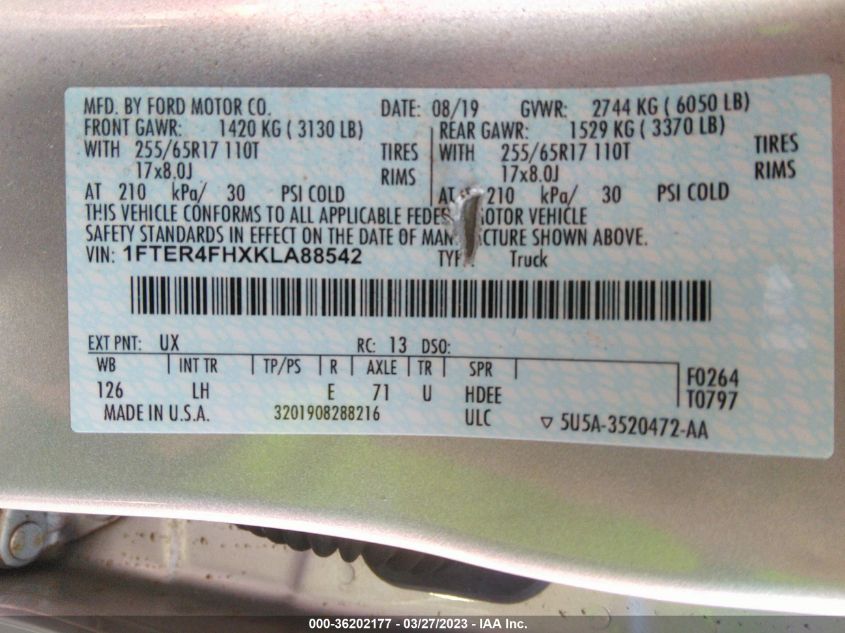 MFD. BY FORD MOTOR CO. DATE: 08/19 GVWR: 2744 KG ( 6050 LB)
FRONT GAWR: 1420 KG ( 3130 LB) REAR GAWR: 1529 KG ( 3370 LB)
WITH 255/65R17 110T TIRES WITH 255/65R17 110T TIRES
17x8.0J RIMS 17x8.0J RIMS
AT 210 kPa/ 30 PSI COLD AT 210 kPa/ 30 PSI COLD
THIS VEHICLE CONFORMS TO ALL APPLICABLE MOTOR VEHICLE
SAFETY STANDARDS IN EFFECT ON THE DATE OF SHOWN ABOVE.
VIN: 1FTER4FHXKLA88542 TYPE: Truck
EXT PNT: UX RC: 13 DSO:
WB INT TR TP/PS R AXLE TR SPR
126 LH E 71 U HDEE F0264
T0797
MADE IN U.S.A. 3201908288216 ULC ▽ 5U5A-3520472-AA
000-36202177 - 03/27/2023 - IAA Inc.